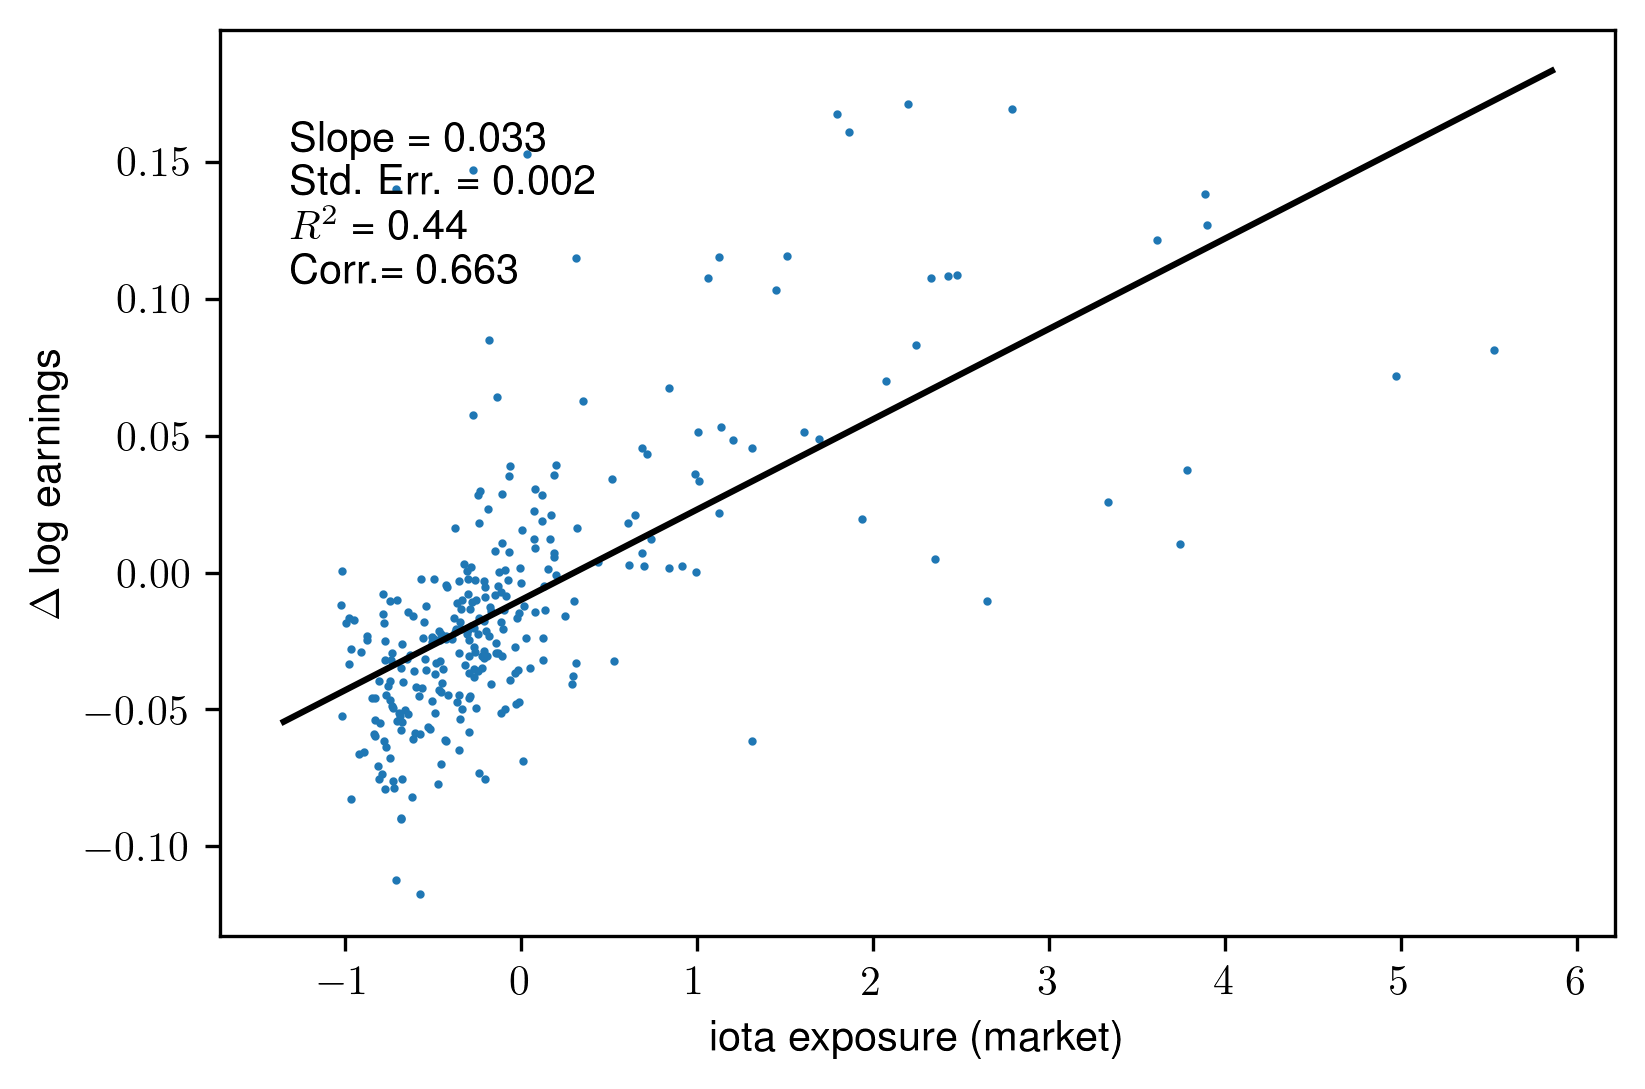 Slope = 0.033
Std. Err. = 0.002
R² = 0.44
Corr.= 0.663
0.15
0.10
0.05
0.00
−0.05
−0.10
Δ log earnings
−1 0 1 2 3 4 5 6
iota exposure (market)